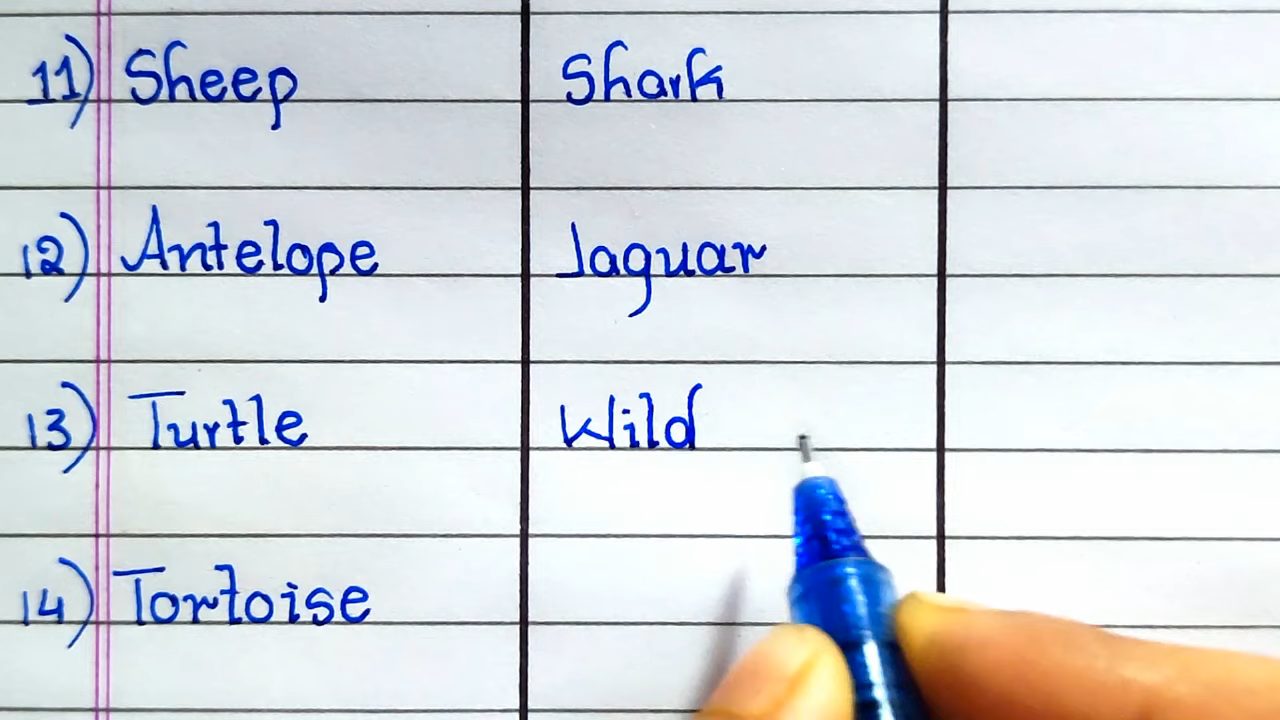 11) Sheep Shark
12) Antelope Jaguar
13) Turtle Wild
14) Tortoise